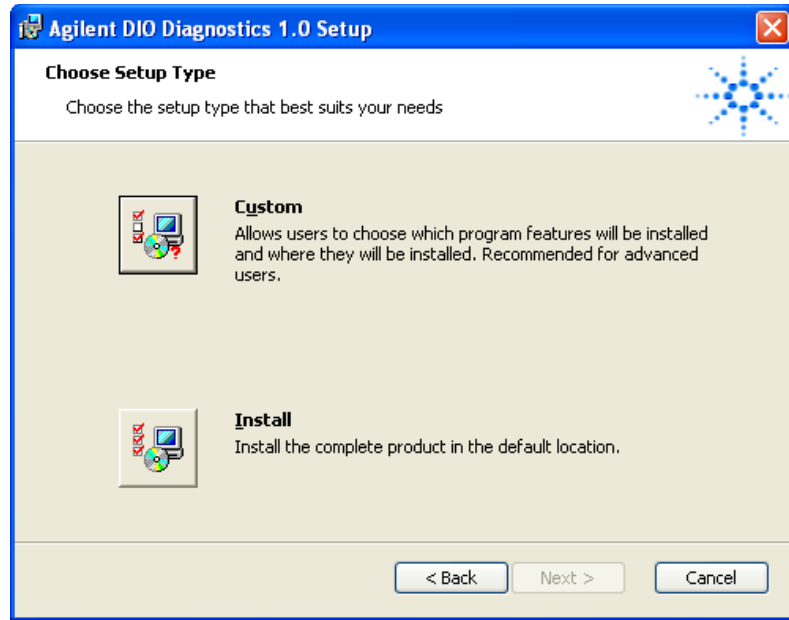 Agilent DIO Diagnostics 1.0 Setup
Choose Setup Type
Choose the setup type that best suits your needs
Custom
Allows users to choose which program features will be installed
and where they will be installed. Recommended for advanced
users.
Install
Install the complete product in the default location.
< Back
Next >
Cancel